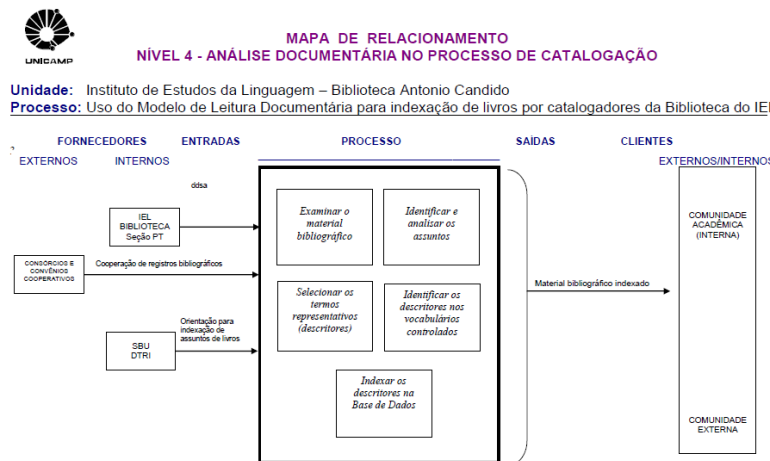 UNICAMP
MAPA DE RELACIONAMENTO
NÍVEL 4 - ANÁLISE DOCUMENTÁRIA NO PROCESSO DE CATALOGAÇÃO
Unidade: Instituto de Estudos da Linguagem – Biblioteca Antonio Candido
Processo: Uso do Modelo de Leitura Documentária para indexação de livros por catalogadores da Biblioteca do IEL
FORNECEDORES ENTRADAS PROCESSO SAÍDAS CLIENTES
EXTERNOS INTERNOS EXTERNOS/INTERNOS
ddsa
IEL
BIBLIOTECA
Seção PT
Examinar o
material
bibliográfico
Identificar e
analisar os
assuntos
COMUNIDADE
ACADÊMICA
(INTERNA)
CONSÓRCIOS E
CONVÊNIOS
COOPERATIVOS
Cooperação de registros bibliográficos
Selecionar os
termos
representativos
(descritores)
Identificar os
descritores nos
vocabulários
controlados
Material bibliográfico indexado
SBU
DTRI
Orientação para
indexação de
assuntos de livros
Indexar os
descritores na
Base de Dados
COMUNIDADE
EXTERNA